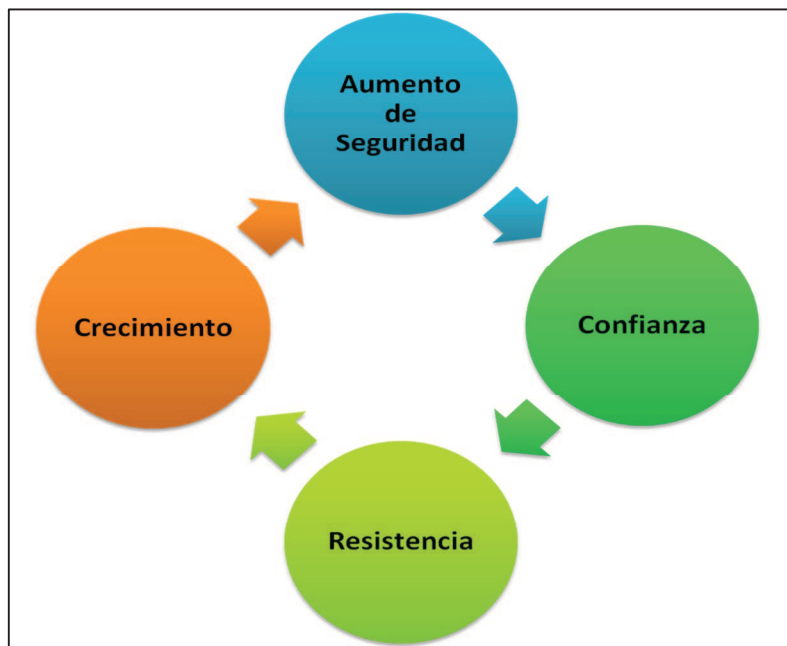 Aumento
de
Seguridad
Confianza
Resistencia
Crecimiento